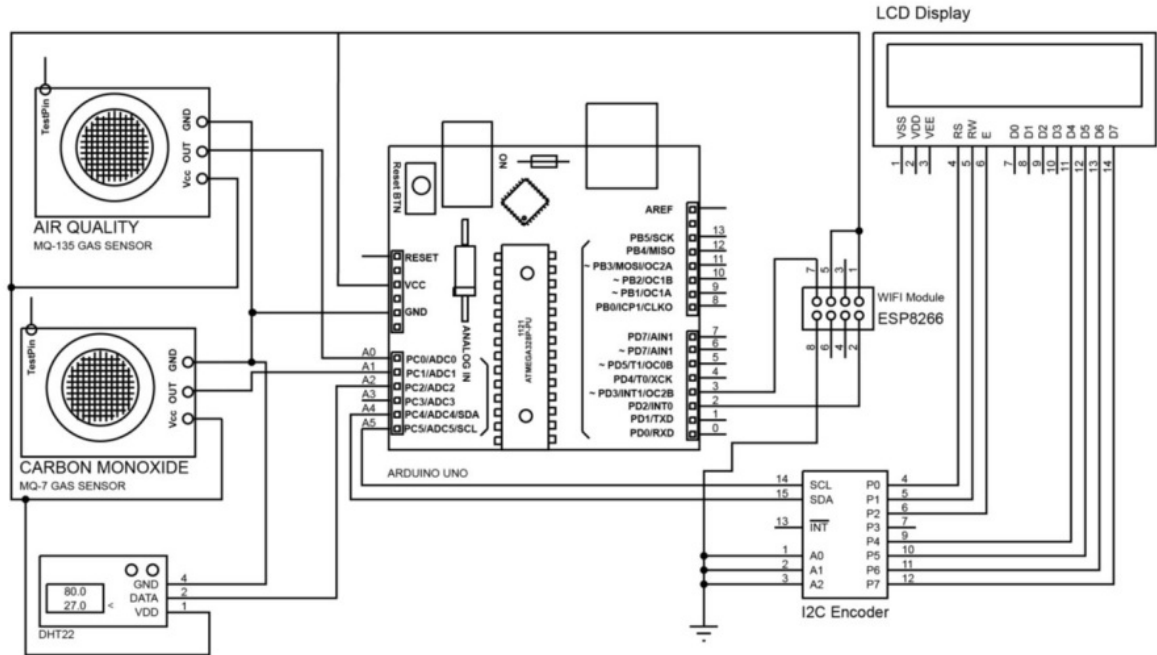 LCD Display
VSS
VDD
VEE
RS
RW
E
D0
D1
D2
D3
D4
D5
D6
D7
1
2
3
4
5
6
7
8
9
10
11
12
13
14
TestPin
GND
OUT
Vcc
AIR QUALITY
MQ-135 GAS SENSOR
TestPin
GND
OUT
Vcc
CARBON MONOXIDE
MQ-7 GAS SENSOR
80.0
27.0 <
GND 4
DATA 2
VDD 1
DHT22
Reset BTN
ON
RESET
VCC
GND
ANALOG IN
A0 PC0/ADC0
A1 PC1/ADC1
A2 PC2/ADC2
A3 PC3/ADC3
A4 PC4/ADC4/SDA
A5 PC5/ADC5/SCL
1121
ATMEGA328P-PU
AREF
PB5/SCK 13
PB4/MISO 12
~ PB3/MOSI/OC2A 11
~ PB2/OC1B 10
~ PB1/OC1A 9
PB0/ICP1/CLKO 8
PD7/AIN1 7
~ PD7/AIN1 6
~ PD5/T1/OC0B 5
PD4/T0/XCK 4
~ PD3/INT1/OC2B 3
PD2/INT0 2
PD1/TXD 1
PD0/RXD 0
ARDUINO UNO
7
5
3
1
WIFI Module
ESP8266
8
6
4
2
14 SCL P0 4
15 SDA P1 5
P2 6
13 INT P3 7
P4 9
1 A0 P5 10
2 A1 P6 11
3 A2 P7 12
I2C Encoder